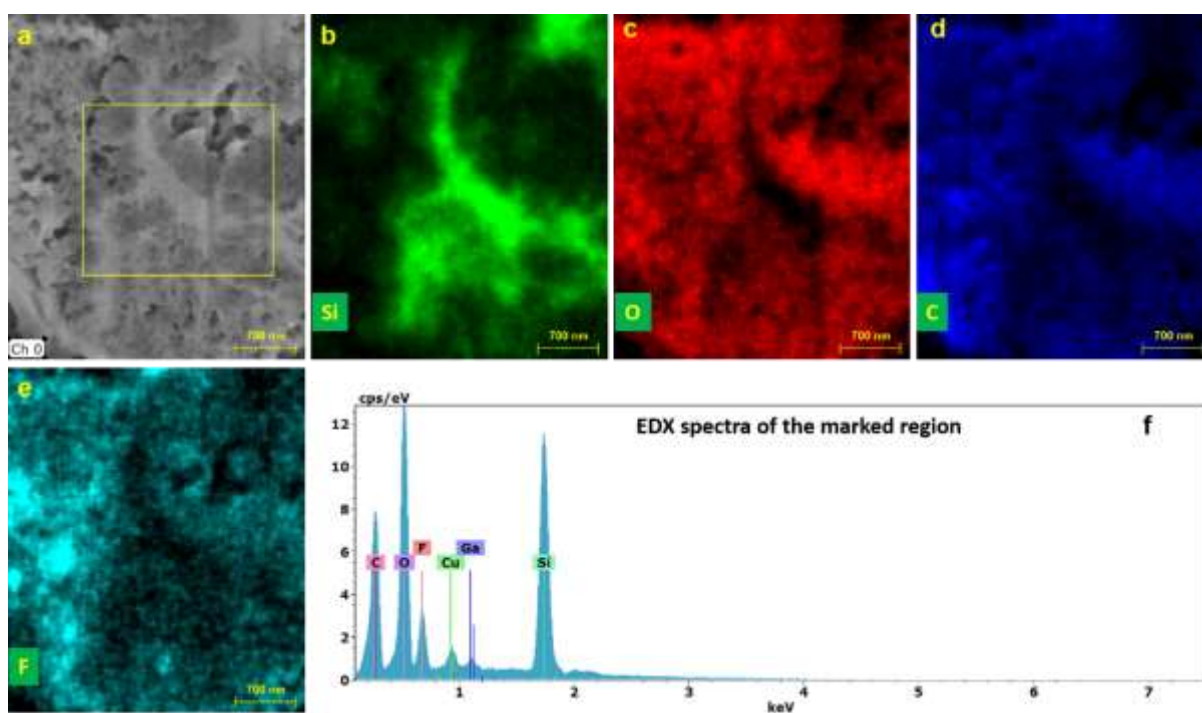 a
700 nm
Ch 0
b
Si
700 nm
c
O
700 nm
d
C
700 nm
e
F
700 nm
cps/eV
EDX spectra of the marked region
f
12
10
8
6
4
2
0
C
O
F
Cu
Ga
Si
1
2
3
4
5
6
7
keV